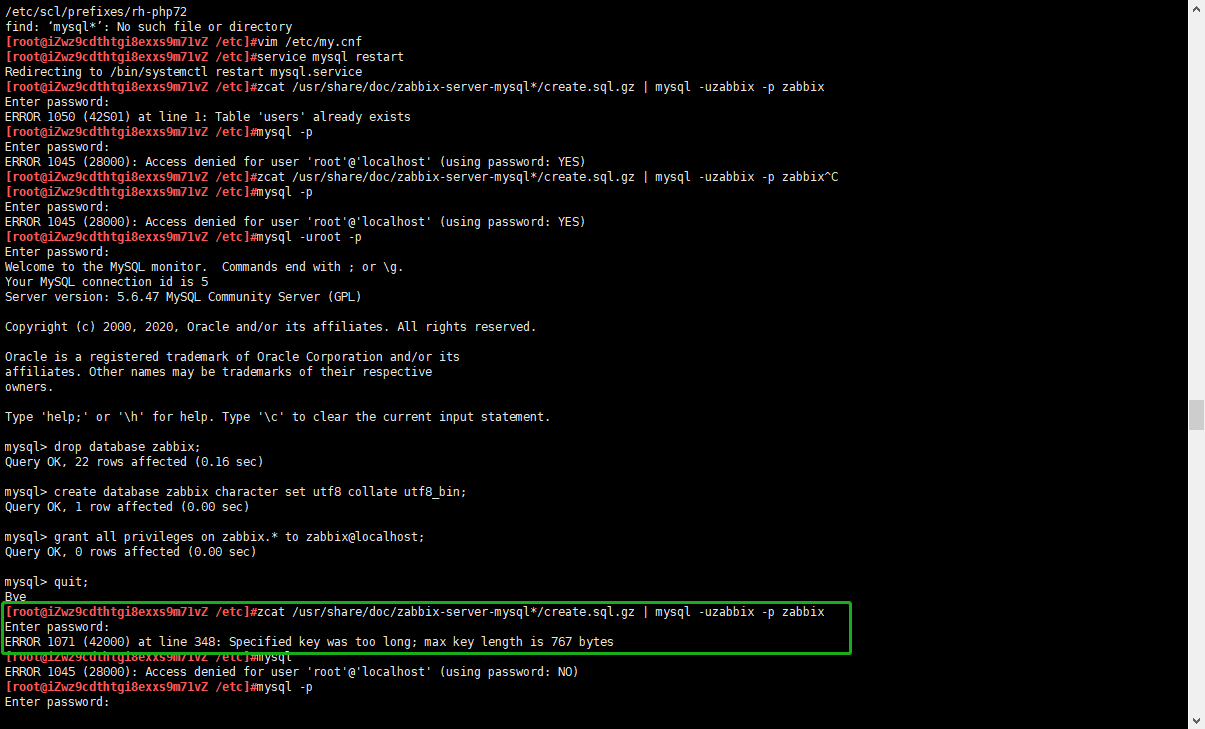 /etc/scl/prefixes/rh-php72
find: ‘mysql*’: No such file or directory
[root@iZwz9cdthtgi8exxs9m71vZ /etc]#vim /etc/my.cnf
[root@iZwz9cdthtgi8exxs9m71vZ /etc]#service mysql restart
Redirecting to /bin/systemctl restart mysql.service
[root@iZwz9cdthtgi8exxs9m71vZ /etc]#zcat /usr/share/doc/zabbix-server-mysql*/create.sql.gz | mysql -uzabbix -p zabbix
Enter password:
ERROR 1050 (42S01) at line 1: Table 'users' already exists
[root@iZwz9cdthtgi8exxs9m71vZ /etc]#mysql -p
Enter password:
ERROR 1045 (28000): Access denied for user 'root'@'localhost' (using password: YES)
[root@iZwz9cdthtgi8exxs9m71vZ /etc]#zcat /usr/share/doc/zabbix-server-mysql*/create.sql.gz | mysql -uzabbix -p zabbix^C
[root@iZwz9cdthtgi8exxs9m71vZ /etc]#mysql -p
Enter password:
ERROR 1045 (28000): Access denied for user 'root'@'localhost' (using password: YES)
[root@iZwz9cdthtgi8exxs9m71vZ /etc]#mysql -uroot -p
Enter password:
Welcome to the MySQL monitor.  Commands end with ; or \g.
Your MySQL connection id is 5
Server version: 5.6.47 MySQL Community Server (GPL)
Copyright (c) 2000, 2020, Oracle and/or its affiliates. All rights reserved.
Oracle is a registered trademark of Oracle Corporation and/or its
affiliates. Other names may be trademarks of their respective
owners.
Type 'help;' or '\h' for help. Type '\c' to clear the current input statement.
mysql> drop database zabbix;
Query OK, 22 rows affected (0.16 sec)
mysql> create database zabbix character set utf8 collate utf8_bin;
Query OK, 1 row affected (0.00 sec)
mysql> grant all privileges on zabbix.* to zabbix@localhost;
Query OK, 0 rows affected (0.00 sec)
mysql> quit;
Bye
[root@iZwz9cdthtgi8exxs9m71vZ /etc]#zcat /usr/share/doc/zabbix-server-mysql*/create.sql.gz | mysql -uzabbix -p zabbix
Enter password:
ERROR 1071 (42000) at line 348: Specified key was too long; max key length is 767 bytes
[root@iZwz9cdthtgi8exxs9m71vZ /etc]#mysql
ERROR 1045 (28000): Access denied for user 'root'@'localhost' (using password: NO)
[root@iZwz9cdthtgi8exxs9m71vZ /etc]#mysql -p
Enter password: